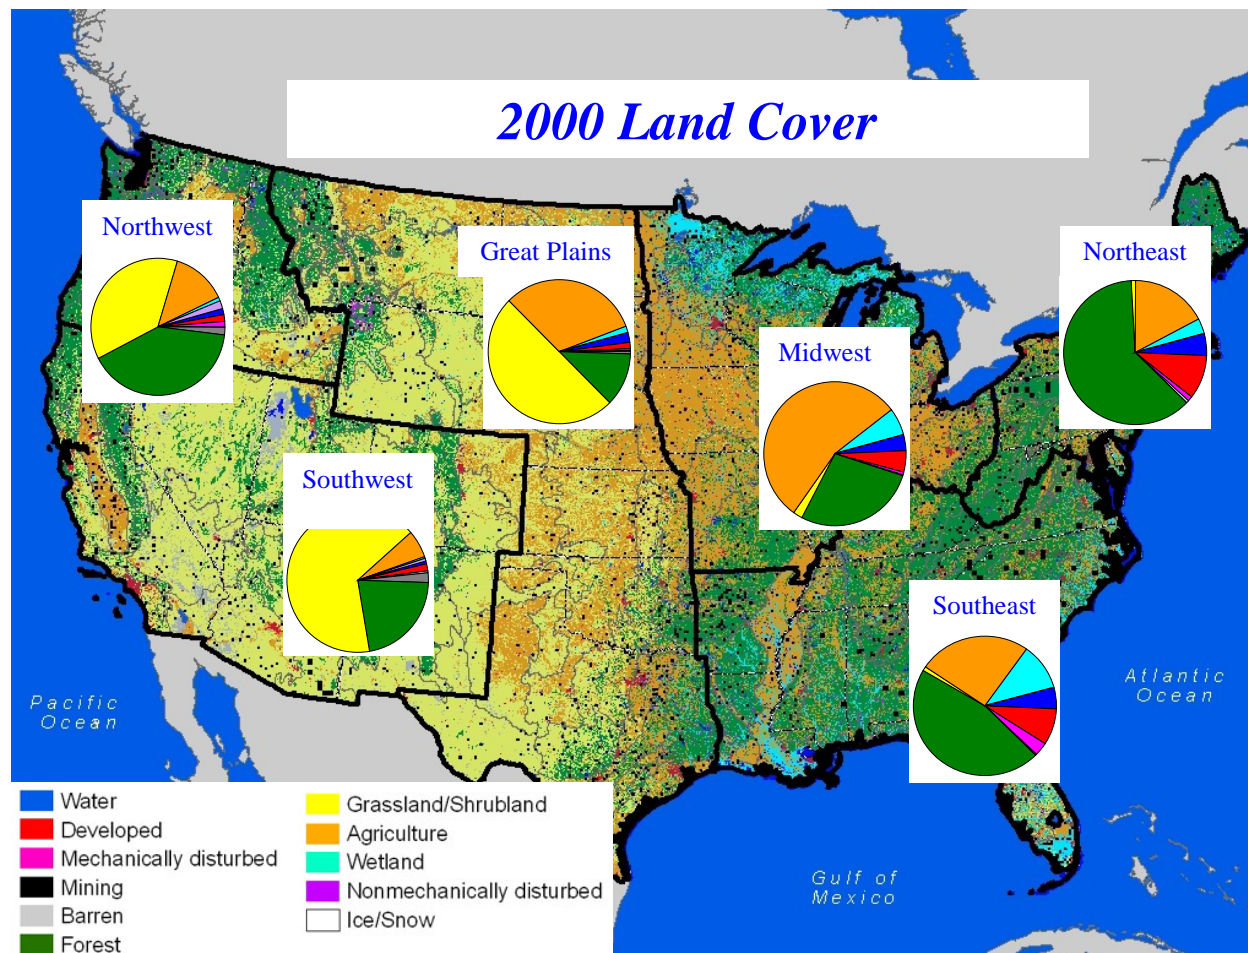 2000 Land Cover
Northwest
Great Plains
Northeast
Midwest
Southwest
Southeast
Pacific
Ocean
Atlantic
Ocean
Gulf of
Mexico
Water
Developed
Mechanically disturbed
Mining
Barren
Forest
Grassland/Shrubland
Agriculture
Wetland
Nonmechanically disturbed
Ice/Snow